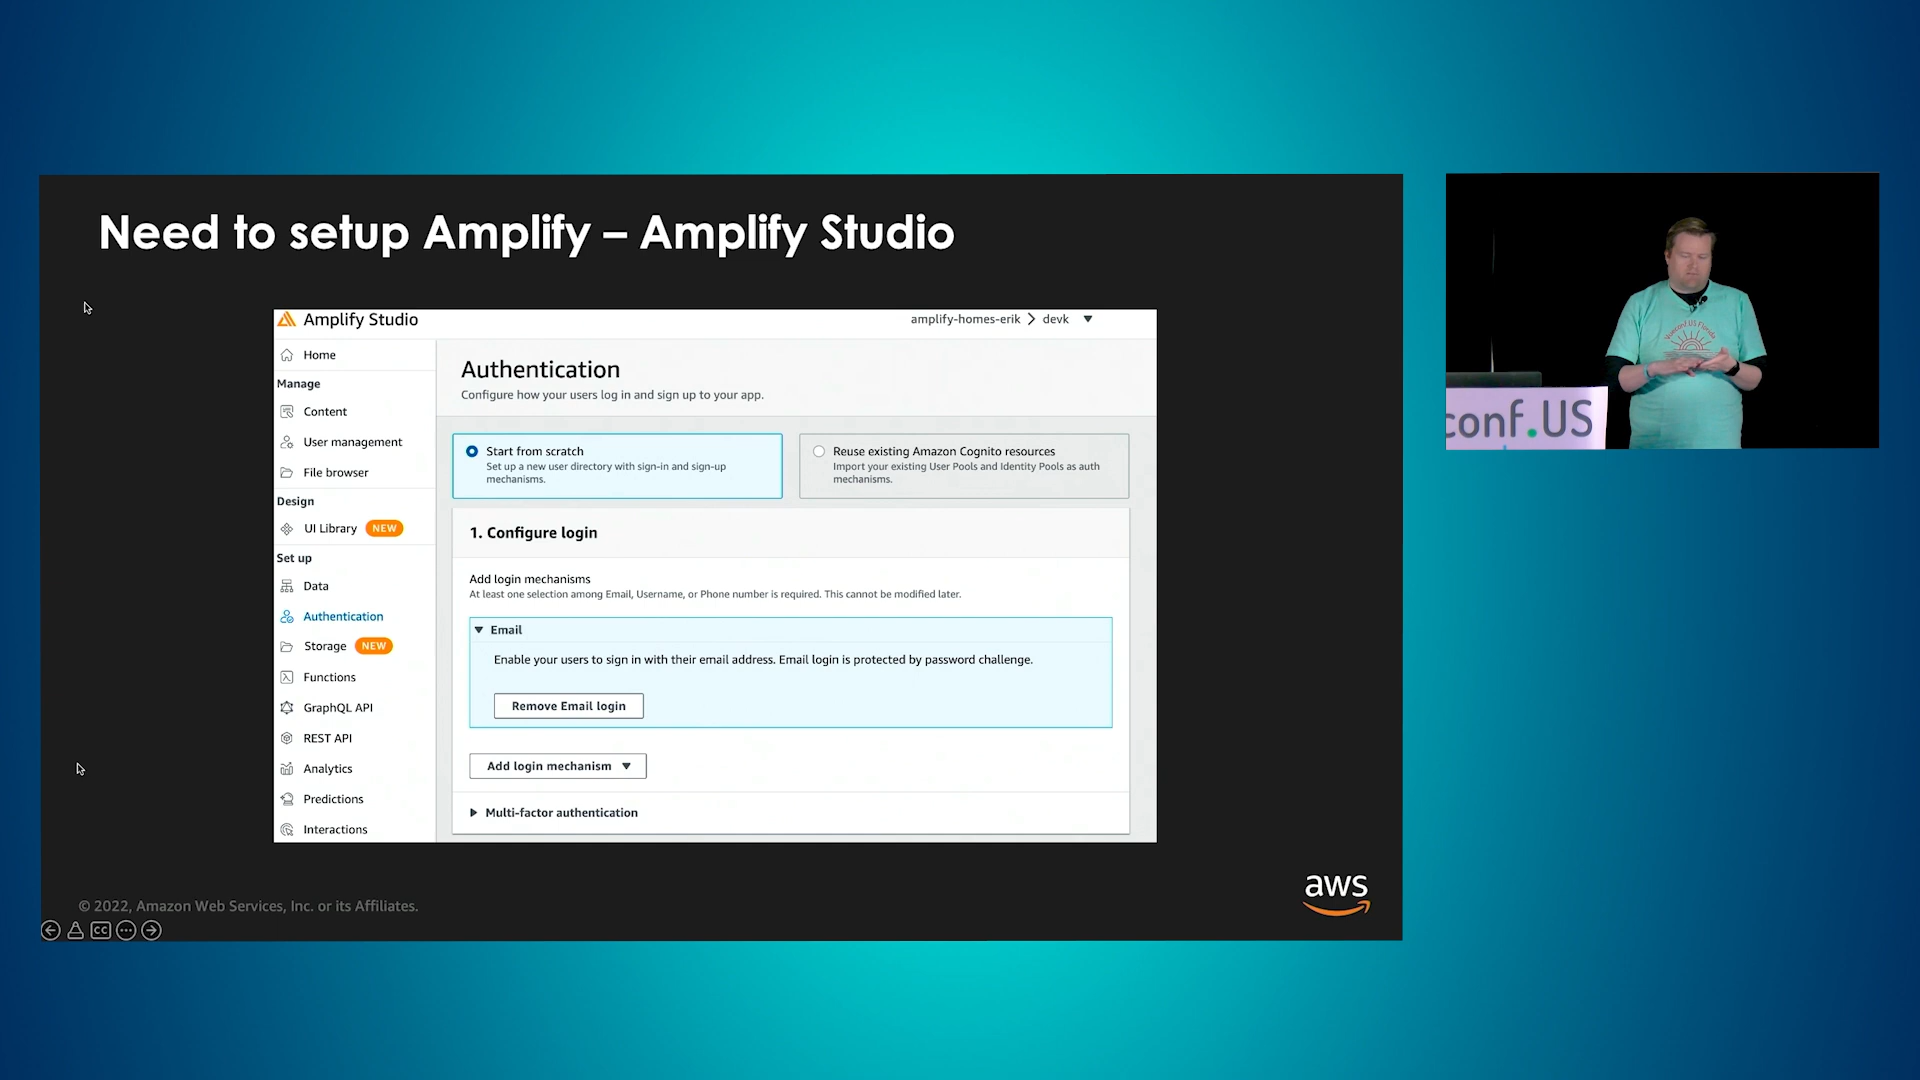 Need to setup Amplify – Amplify Studio
Amplify Studio
amplify-homes-erik > devk
Home
Manage
Content
User management
File browser
Design
UI Library NEW
Set up
Data
Authentication
Storage NEW
Functions
GraphQL API
REST API
Analytics
Predictions
Interactions
Authentication
Configure how your users log in and sign up to your app.
Start from scratch
Set up a new user directory with sign-in and sign-up
mechanisms.
Reuse existing Amazon Cognito resources
Import your existing User Pools and Identity Pools as auth
mechanisms.
1. Configure login
Add login mechanisms
At least one selection among Email, Username, or Phone number is required. This cannot be modified later.
Email
Enable your users to sign in with their email address. Email login is protected by password challenge.
Remove Email login
Add login mechanism
Multi-factor authentication
© 2022, Amazon Web Services, Inc. or its Affiliates.
CC
aws
Vueconf US Florida
conf.US